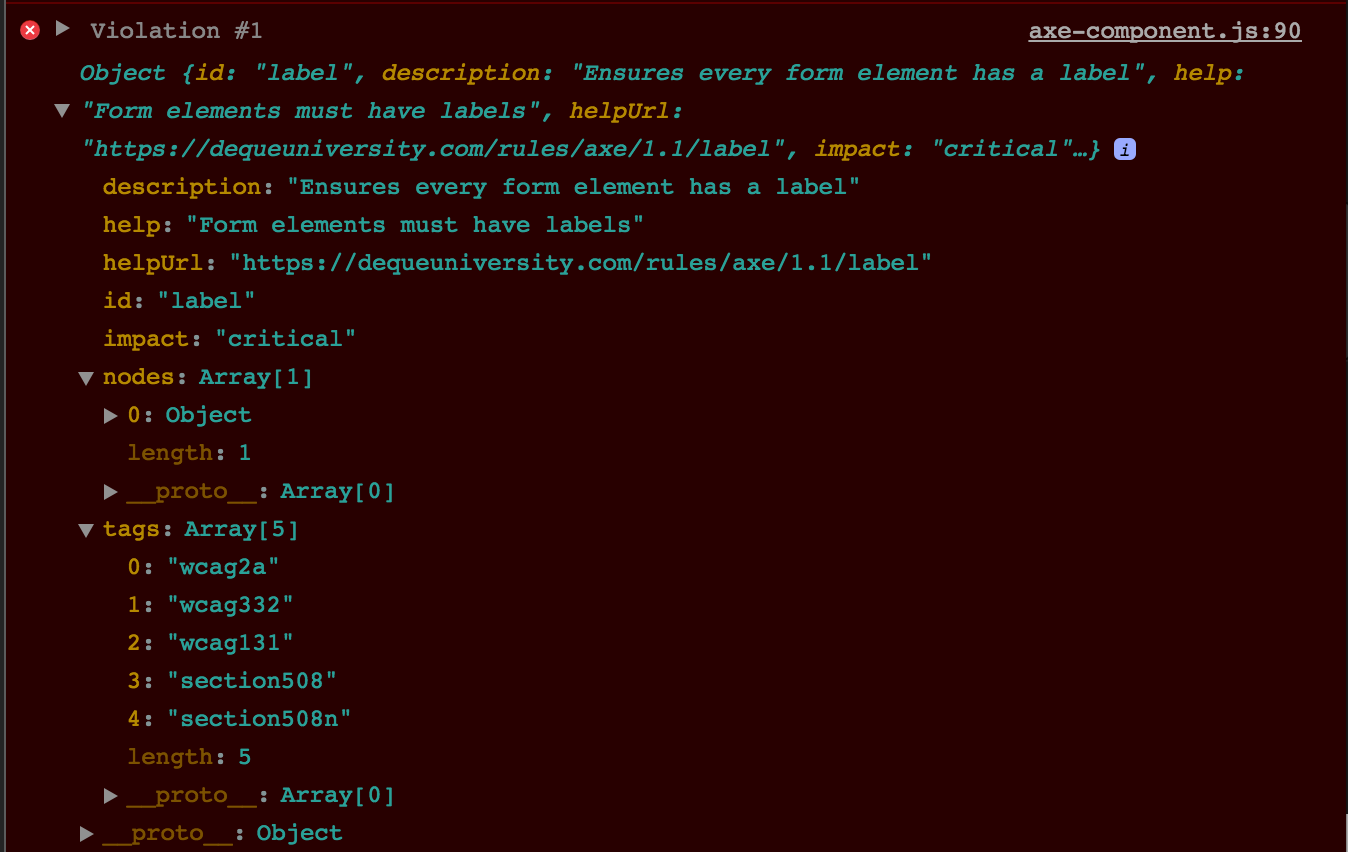 Violation #1 axe-component.js:90
Object {id: "label", description: "Ensures every form element has a label", help:
"Form elements must have labels", helpUrl:
"https://dequeuniversity.com/rules/axe/1.1/label", impact: "critical"…} i
description: "Ensures every form element has a label"
help: "Form elements must have labels"
helpUrl: "https://dequeuniversity.com/rules/axe/1.1/label"
id: "label"
impact: "critical"
nodes: Array[1]
0: Object
length: 1
__proto__: Array[0]
tags: Array[5]
0: "wcag2a"
1: "wcag332"
2: "wcag131"
3: "section508"
4: "section508n"
length: 5
__proto__: Array[0]
__proto__: Object